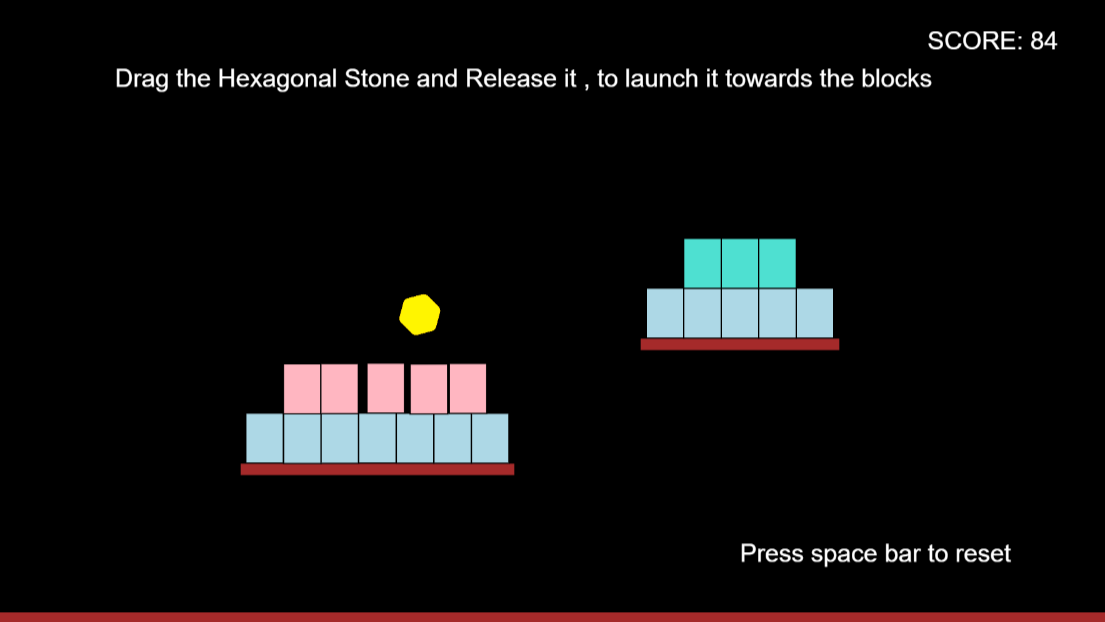 SCORE: 84
Drag the Hexagonal Stone and Release it , to launch it towards the blocks
Press space bar to reset